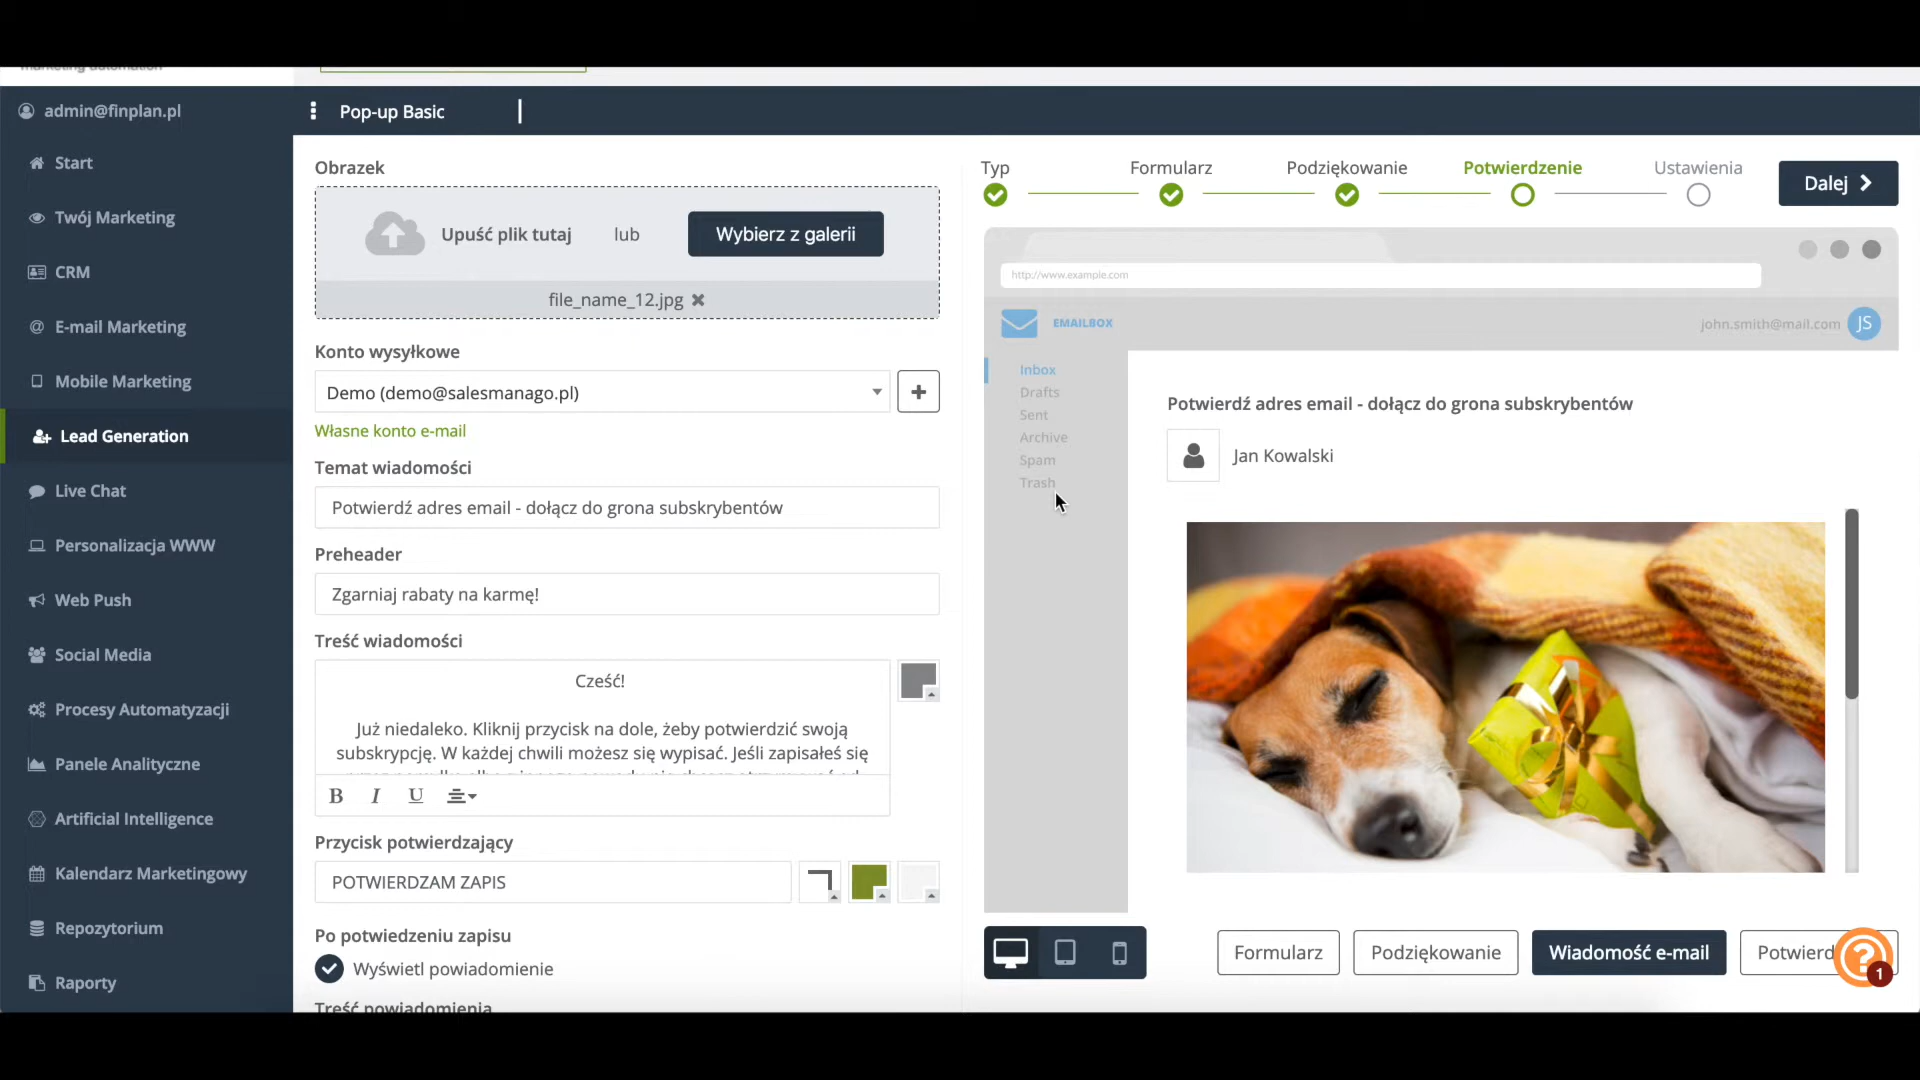 marketing automation
admin@finplan.pl
Pop-up Basic
Start
Twój Marketing
CRM
E-mail Marketing
Mobile Marketing
Lead Generation
Live Chat
Personalizacja WWW
Web Push
Social Media
Procesy Automatyzacji
Panele Analityczne
Artificial Intelligence
Kalendarz Marketingowy
Repozytorium
Raporty
Obrazek
Upuść plik tutaj lub Wybierz z galerii
file_name_12.jpg
Konto wysyłkowe
Demo (demo@salesmanago.pl)
Własne konto e-mail
Temat wiadomości
Potwierdź adres email - dołącz do grona subskrybentów
Preheader
Zgarniaj rabaty na karmę!
Treść wiadomości
Cześć!
Już niedaleko. Kliknij przycisk na dole, żeby potwierdzić swoją
subskrypcję. W każdej chwili możesz się wypisać. Jeśli zapisałeś się
B I U
Przycisk potwierdzający
POTWIERDZAM ZAPIS
Po potwiedzeniu zapisu
Wyświetl powiadomienie
Treść powiadomienia
Typ Formularz Podziękowanie Potwierdzenie Ustawienia
Dalej
http://www.example.com
EMAILBOX
john.smith@mail.com JS
Inbox
Drafts
Sent
Archive
Spam
Trash
Potwierdź adres email - dołącz do grona subskrybentów
Jan Kowalski
Formularz Podziękowanie Wiadomość e-mail Potwierd
1